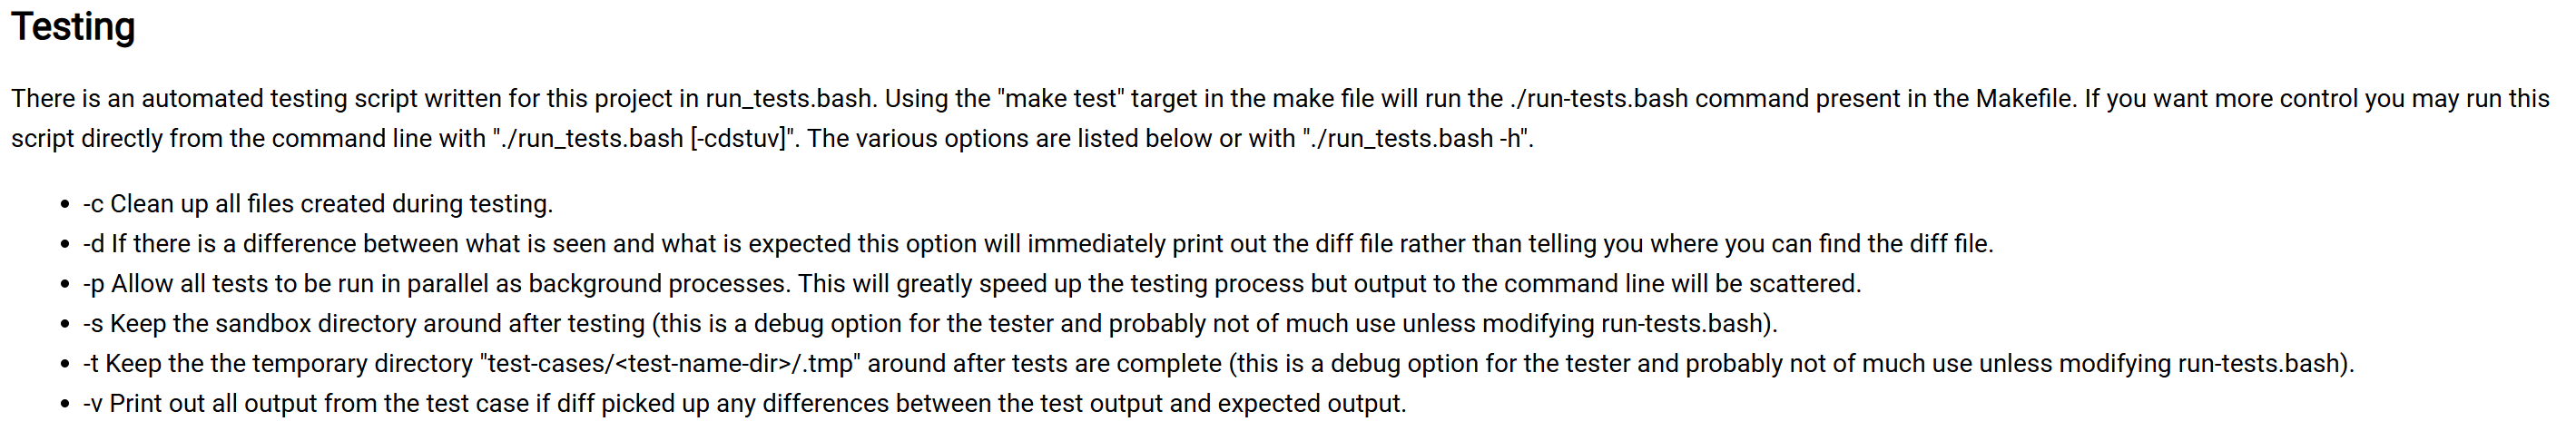 Testing
There is an automated testing script written for this project in run_tests.bash. Using the "make test" target in the make file will run the ./run-tests.bash command present in the Makefile. If you want more control you may run this
script directly from the command line with "./run_tests.bash [-cdstuv]". The various options are listed below or with "./run_tests.bash -h".
• -c Clean up all files created during testing.
• -d If there is a difference between what is seen and what is expected this option will immediately print out the diff file rather than telling you where you can find the diff file.
• -p Allow all tests to be run in parallel as background processes. This will greatly speed up the testing process but output to the command line will be scattered.
• -s Keep the sandbox directory around after testing (this is a debug option for the tester and probably not of much use unless modifying run-tests.bash).
• -t Keep the the temporary directory "test-cases/<test-name-dir>/.tmp" around after tests are complete (this is a debug option for the tester and probably not of much use unless modifying run-tests.bash).
• -v Print out all output from the test case if diff picked up any differences between the test output and expected output.